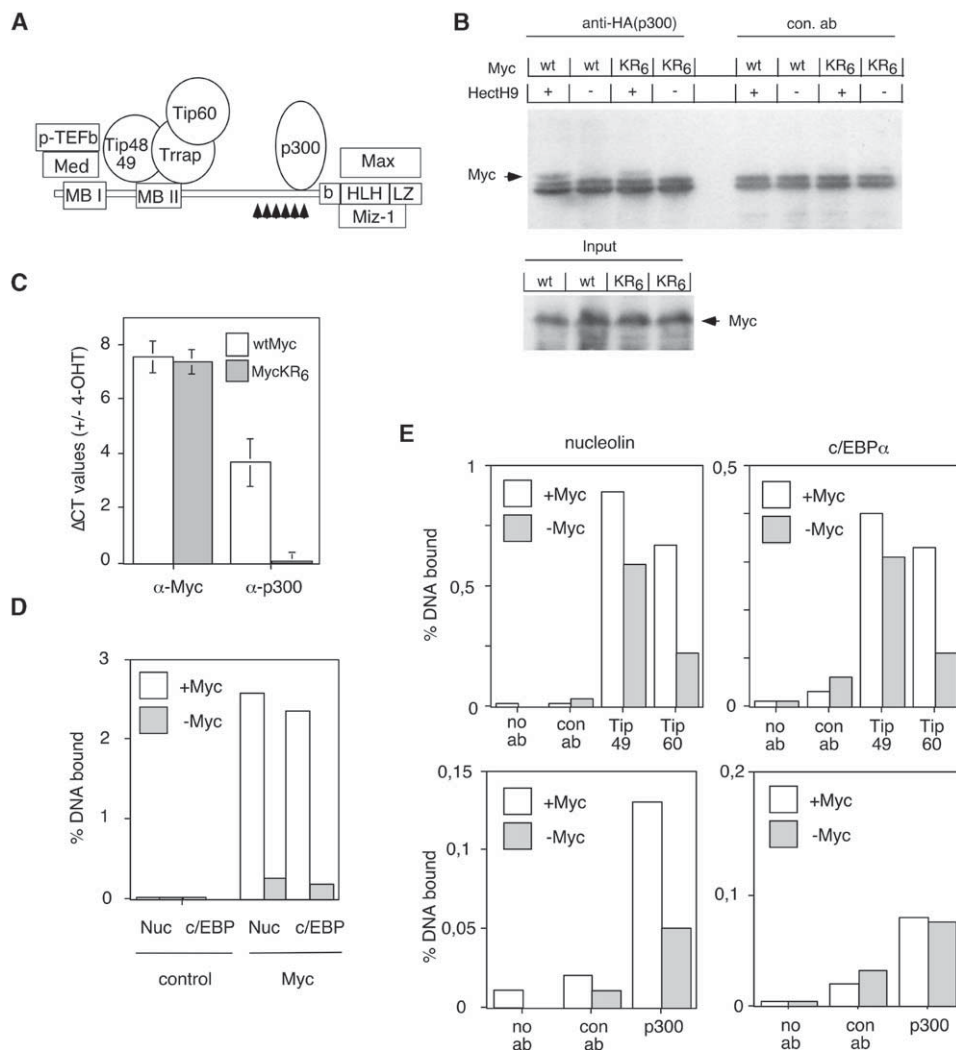 A
p-TEFb
Med
Tip48
49
Tip60
Trrap
p300
Max
MB I
MB II
b
HLH
LZ
Miz-1
B
anti-HA(p300)
con. ab
Myc
wt
wt
KR6
KR6
wt
wt
KR6
KR6
HectH9
+
-
+
-
+
-
+
-
Myc
Input
wt
wt
KR6
KR6
Myc
C
ΔCT values (+/- 4-OHT)
8
6
4
2
0
wtMyc
MycKR6
α-Myc
α-p300
D
% DNA bound
3
2
1
0
+Myc
-Myc
Nuc
c/EBP
Nuc
c/EBP
control
Myc
E
nucleolin
% DNA bound
1
0,5
0
+Myc
-Myc
no ab
con ab
Tip 49
Tip 60
c/EBPα
0,5
0
+Myc
-Myc
no ab
con ab
Tip 49
Tip 60
% DNA bound
0,15
0,1
0,05
0
+Myc
-Myc
no ab
con ab
p300
0,2
0,1
0
+Myc
-Myc
no ab
con ab
p300